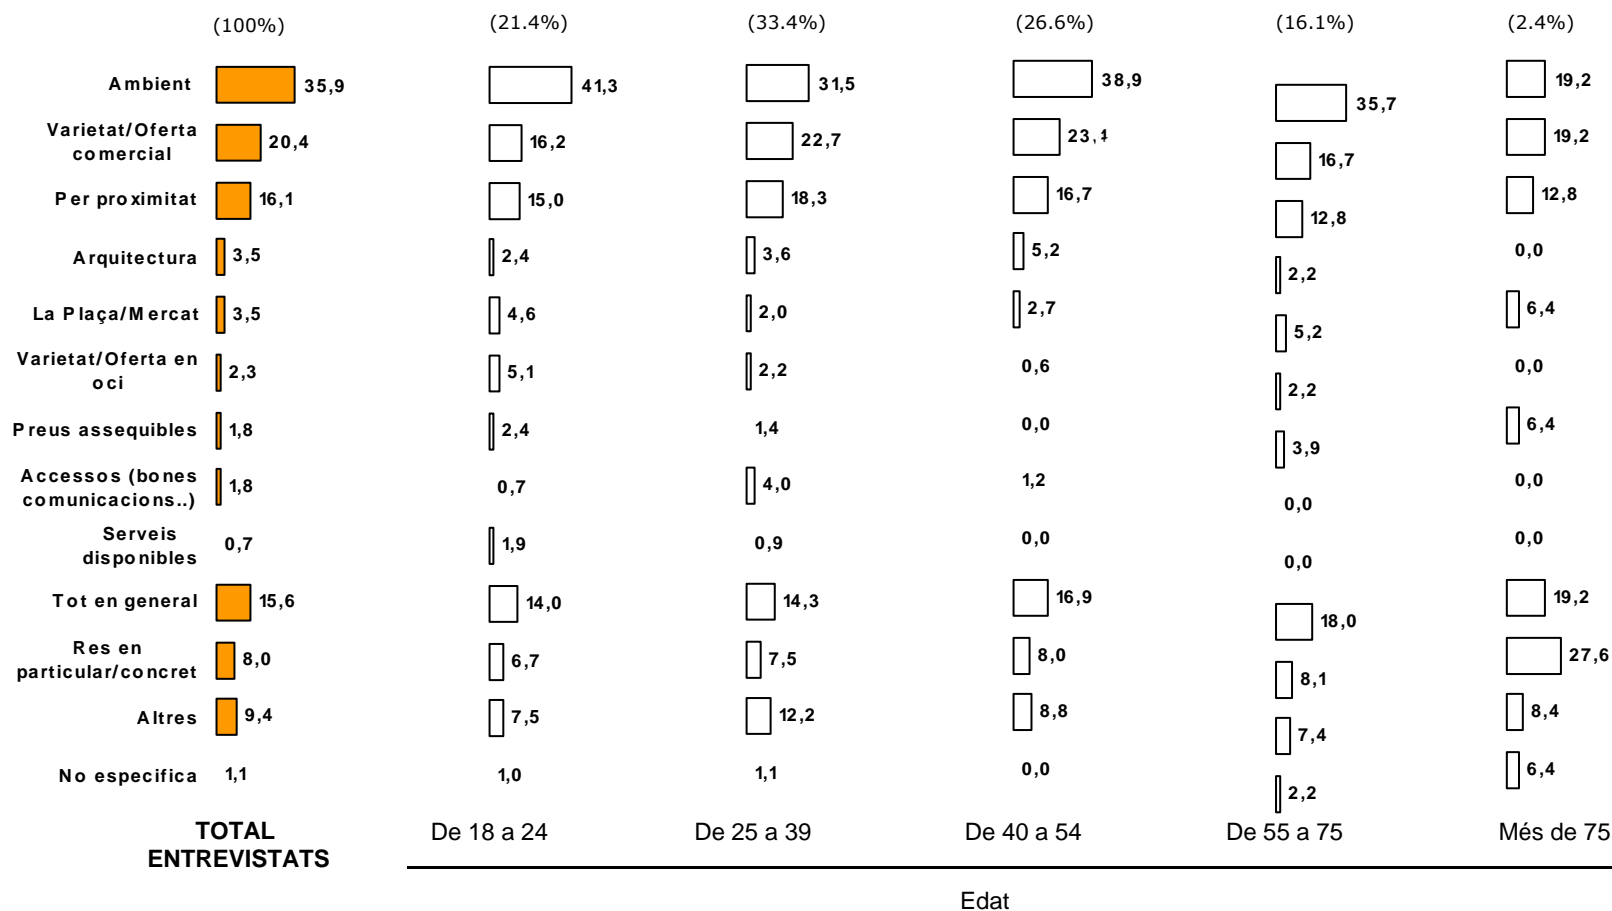 (100%) (21.4%) (33.4%) (26.6%) (16.1%) (2.4%)
Ambient 35,9 41,3 31,5 38,9 35,7 19,2
Varietat/Oferta
comercial 20,4 16,2 22,7 16,7 19,2
Per proximitat 16,1 15,0 18,3 16,7 12,8 12,8
Arquitectura 3,5 2,4 3,6 5,2 2,2 0,0
La Plaça/Mercat 3,5 4,6 2,0 2,7 5,2 6,4
Varietat/Oferta en
oci 2,3 5,1 2,2 0,6 2,2 0,0
Preus assequibles 1,8 2,4 1,4 0,0 3,9 6,4
Accessos (bones
comunicacions..) 1,8 0,7 4,0 1,2 0,0 0,0
Serveis
disponibles 0,7 1,9 0,9 0,0 0,0 0,0
Tot en general 15,6 14,0 14,3 16,9 18,0 19,2
Res en
particular/concret 8,0 6,7 7,5 8,0 8,1 27,6
Altres 9,4 7,5 12,2 8,8 7,4 8,4
No especifica 1,1 1,0 1,1 0,0 2,2 6,4
TOTAL
ENTREVISTATS
De 18 a 24 De 25 a 39 De 40 a 54 De 55 a 75 Més de 75
Edat